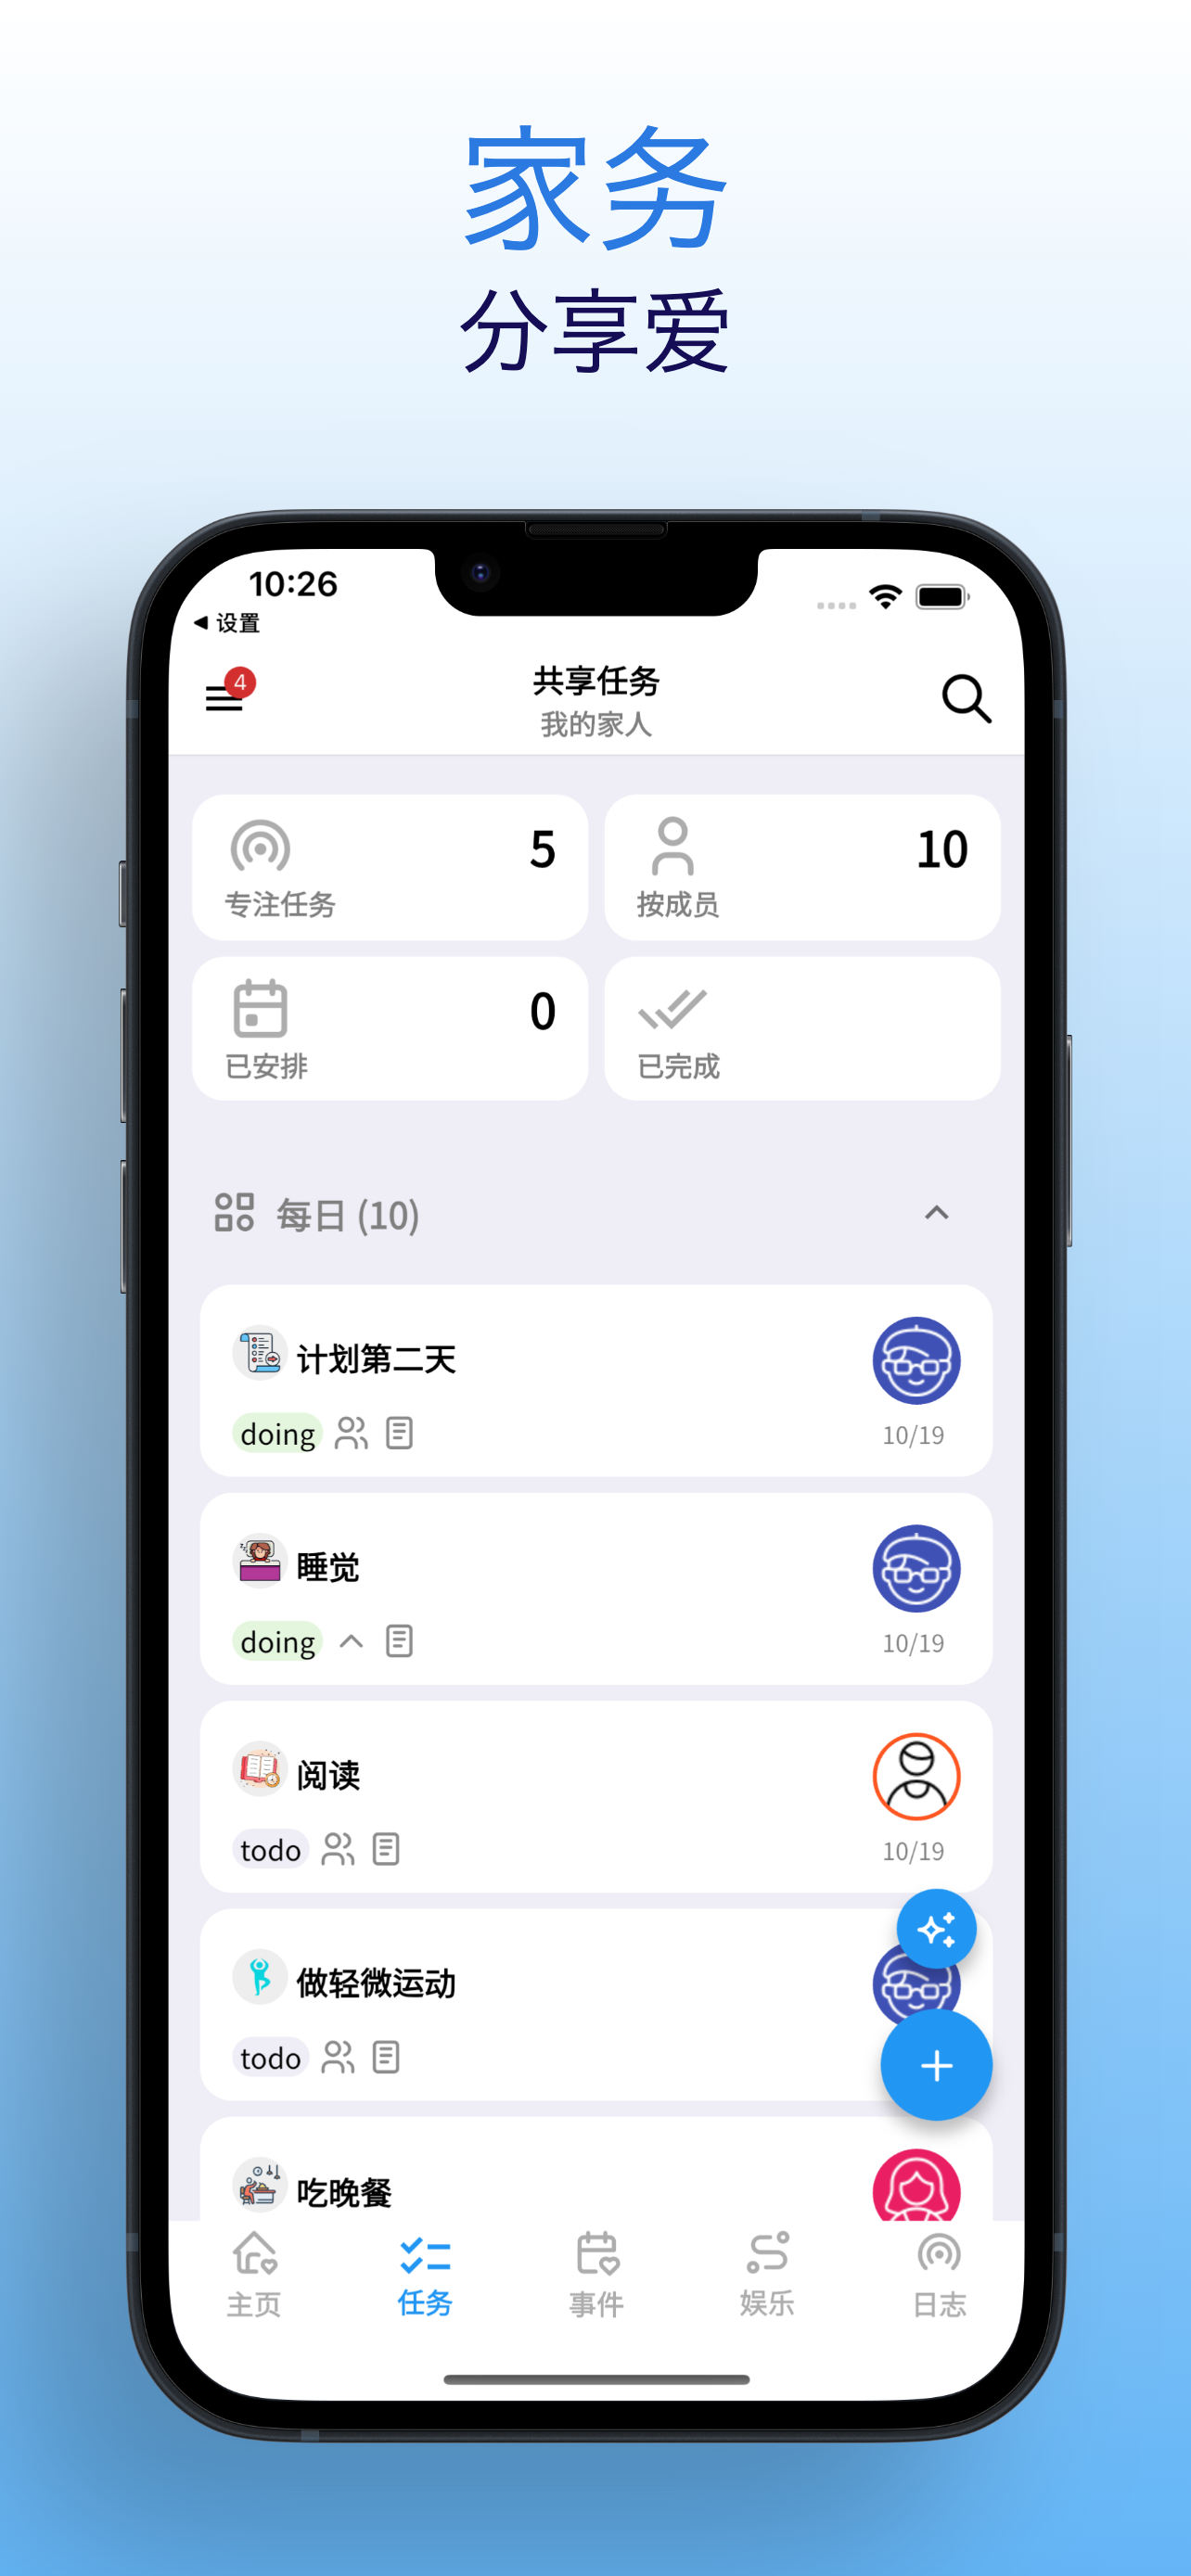 家务
分享爱
10:26
设置
4
共享任务
我的家人
5
专注任务
10
按成员
0
已安排
已完成
每日 (10)
计划第二天
doing
10/19
睡觉
doing
10/19
阅读
todo
10/19
做轻微运动
todo
吃晚餐
主页
任务
事件
娱乐
日志